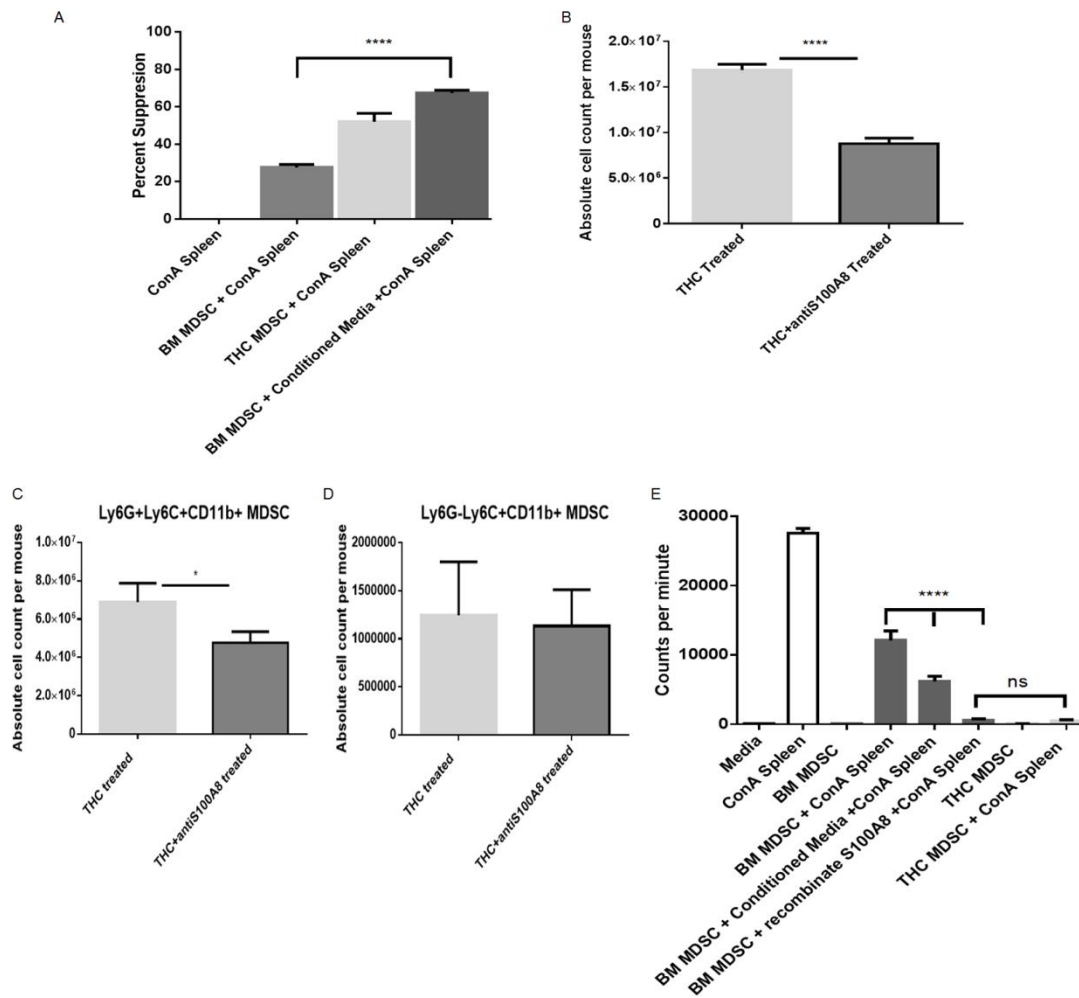 A
100
80
60
40
20
0
Percent Suppresion
****
ConA Spleen
BM MDSC + ConA Spleen
THC MDSC + ConA Spleen
BM MDSC + Conditioned Media +ConA Spleen
B
2.0×10⁷
1.5×10⁷
1.0×10⁷
5.0×10⁶
0
Absolute cell count per mouse
****
THC Treated
THC+antiS100A8 Treated
C
Ly6G+Ly6C+CD11b+ MDSC
1.0×10⁷
8.0×10⁶
6.0×10⁶
4.0×10⁶
2.0×10⁶
0
Absolute cell count per mouse
*
THC treated
THC+antiS100A8 treated
D
Ly6G-Ly6C+CD11b+ MDSC
2000000
1500000
1000000
500000
0
Absolute cell count per mouse
THC treated
THC+antiS100A8 treated
E
30000
20000
10000
0
Counts per minute
****
ns
Media
ConA Spleen
BM MDSC
BM MDSC + ConA Spleen
BM MDSC + Conditioned Media +ConA Spleen
BM MDSC + recombinate S100A8 +ConA Spleen
THC MDSC
THC MDSC + ConA Spleen